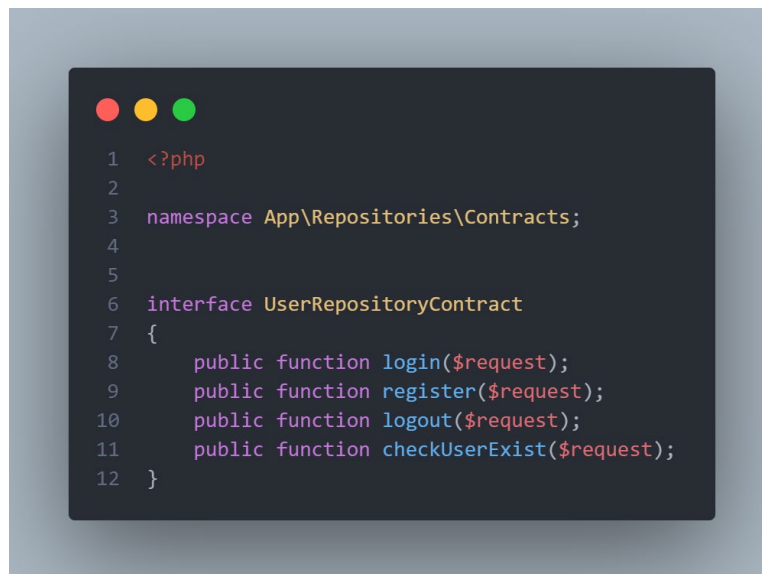 1 <?php
2
3 namespace App\Repositories\Contracts;
4
5
6 interface UserRepositoryContract
7 {
8     public function login($request);
9     public function register($request);
10     public function logout($request);
11     public function checkUserExist($request);
12 }